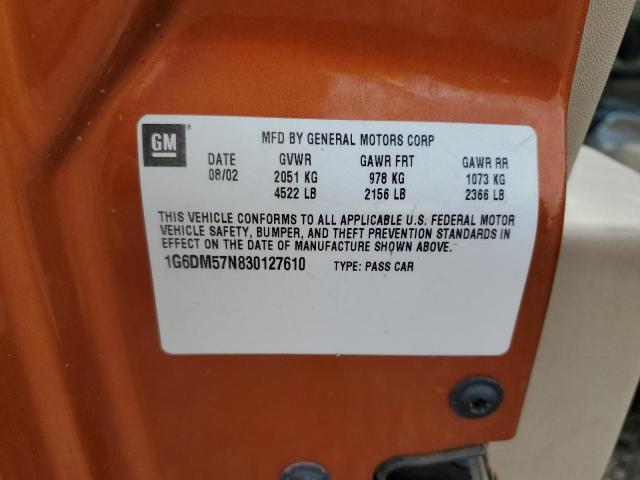 GM
MFD BY GENERAL MOTORS CORP
DATE GVWR GAWR FRT GAWR RR
08/02 2051 KG 978 KG 1073 KG
4522 LB 2156 LB 2366 LB
THIS VEHICLE CONFORMS TO ALL APPLICABLE U.S. FEDERAL MOTOR
VEHICLE SAFETY, BUMPER, AND THEFT PREVENTION STANDARDS IN
EFFECT ON THE DATE OF MANUFACTURE SHOWN ABOVE.
1G6DM57N830127610 TYPE: PASS CAR